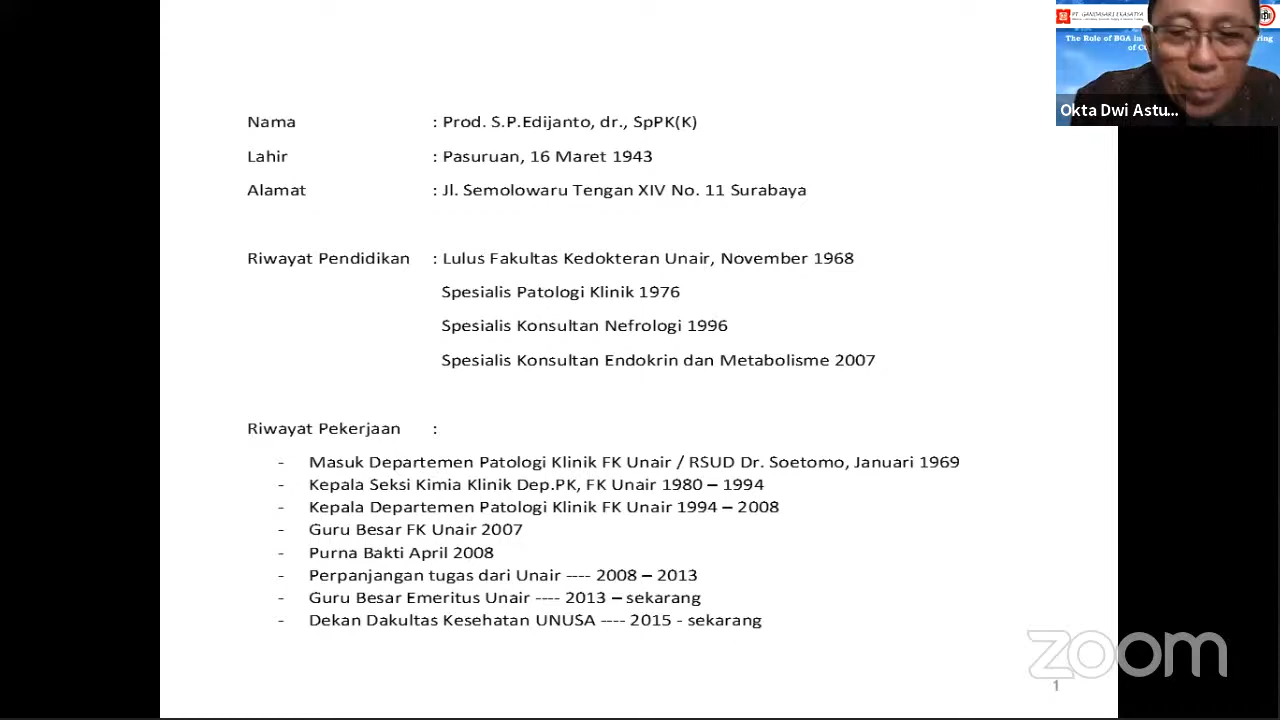 PT. GANDASARI EKASATYA
The Role of BGA in
ring
of
Okta Dwi Astu...
Nama : Prod. S.P.Edijanto, dr., SpPK(K)
Lahir : Pasuruan, 16 Maret 1943
Alamat : Jl. Semolowaru Tengan XIV No. 11 Surabaya
Riwayat Pendidikan : Lulus Fakultas Kedokteran Unair, November 1968
Spesialis Patologi Klinik 1976
Spesialis Konsultan Nefrologi 1996
Spesialis Konsultan Endokrin dan Metabolisme 2007
Riwayat Pekerjaan :
- Masuk Departemen Patologi Klinik FK Unair / RSUD Dr. Soetomo, Januari 1969
- Kepala Seksi Kimia Klinik Dep.PK, FK Unair 1980 – 1994
- Kepala Departemen Patologi Klinik FK Unair 1994 – 2008
- Guru Besar FK Unair 2007
- Purna Bakti April 2008
- Perpanjangan tugas dari Unair ---- 2008 – 2013
- Guru Besar Emeritus Unair ---- 2013 – sekarang
- Dekan Dakultas Kesehatan UNUSA ---- 2015 - sekarang
zoom
1